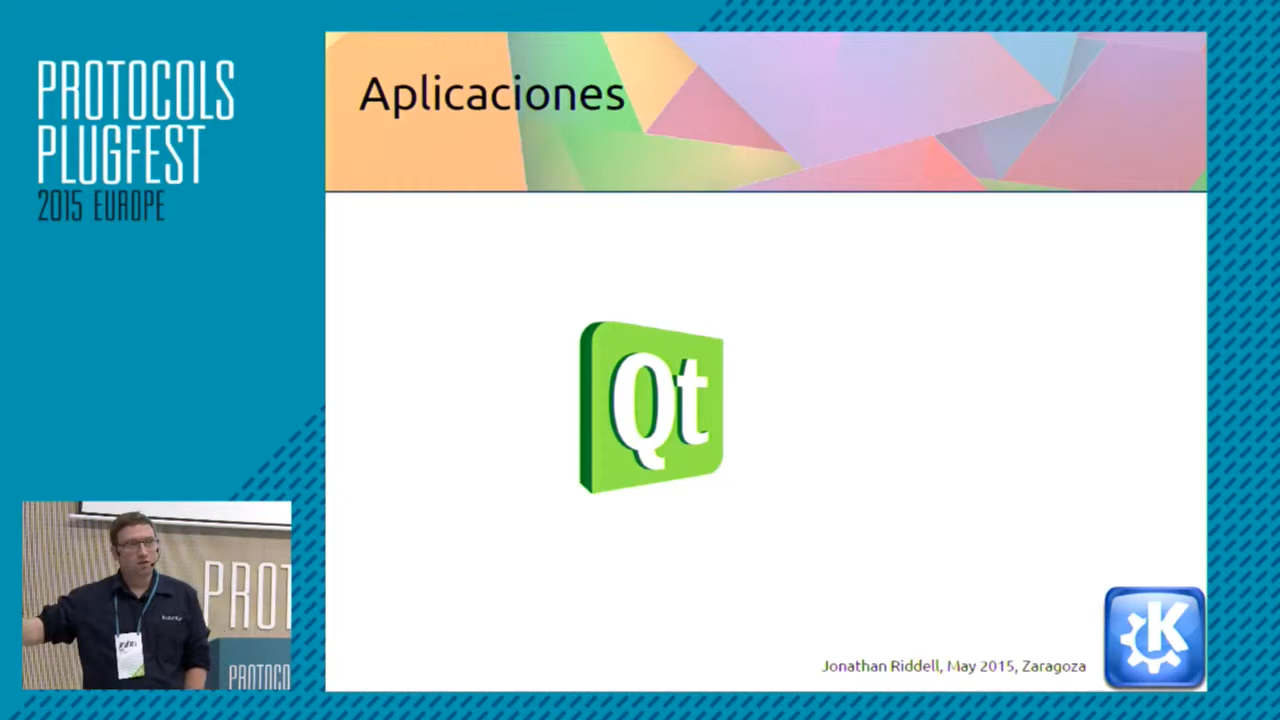 PROTOCOLS
PLUGFEST
2015 EUROPE
Aplicaciones
Qt
K
Jonathan Riddell, May 2015, Zaragoza
PROT
PROTOCO